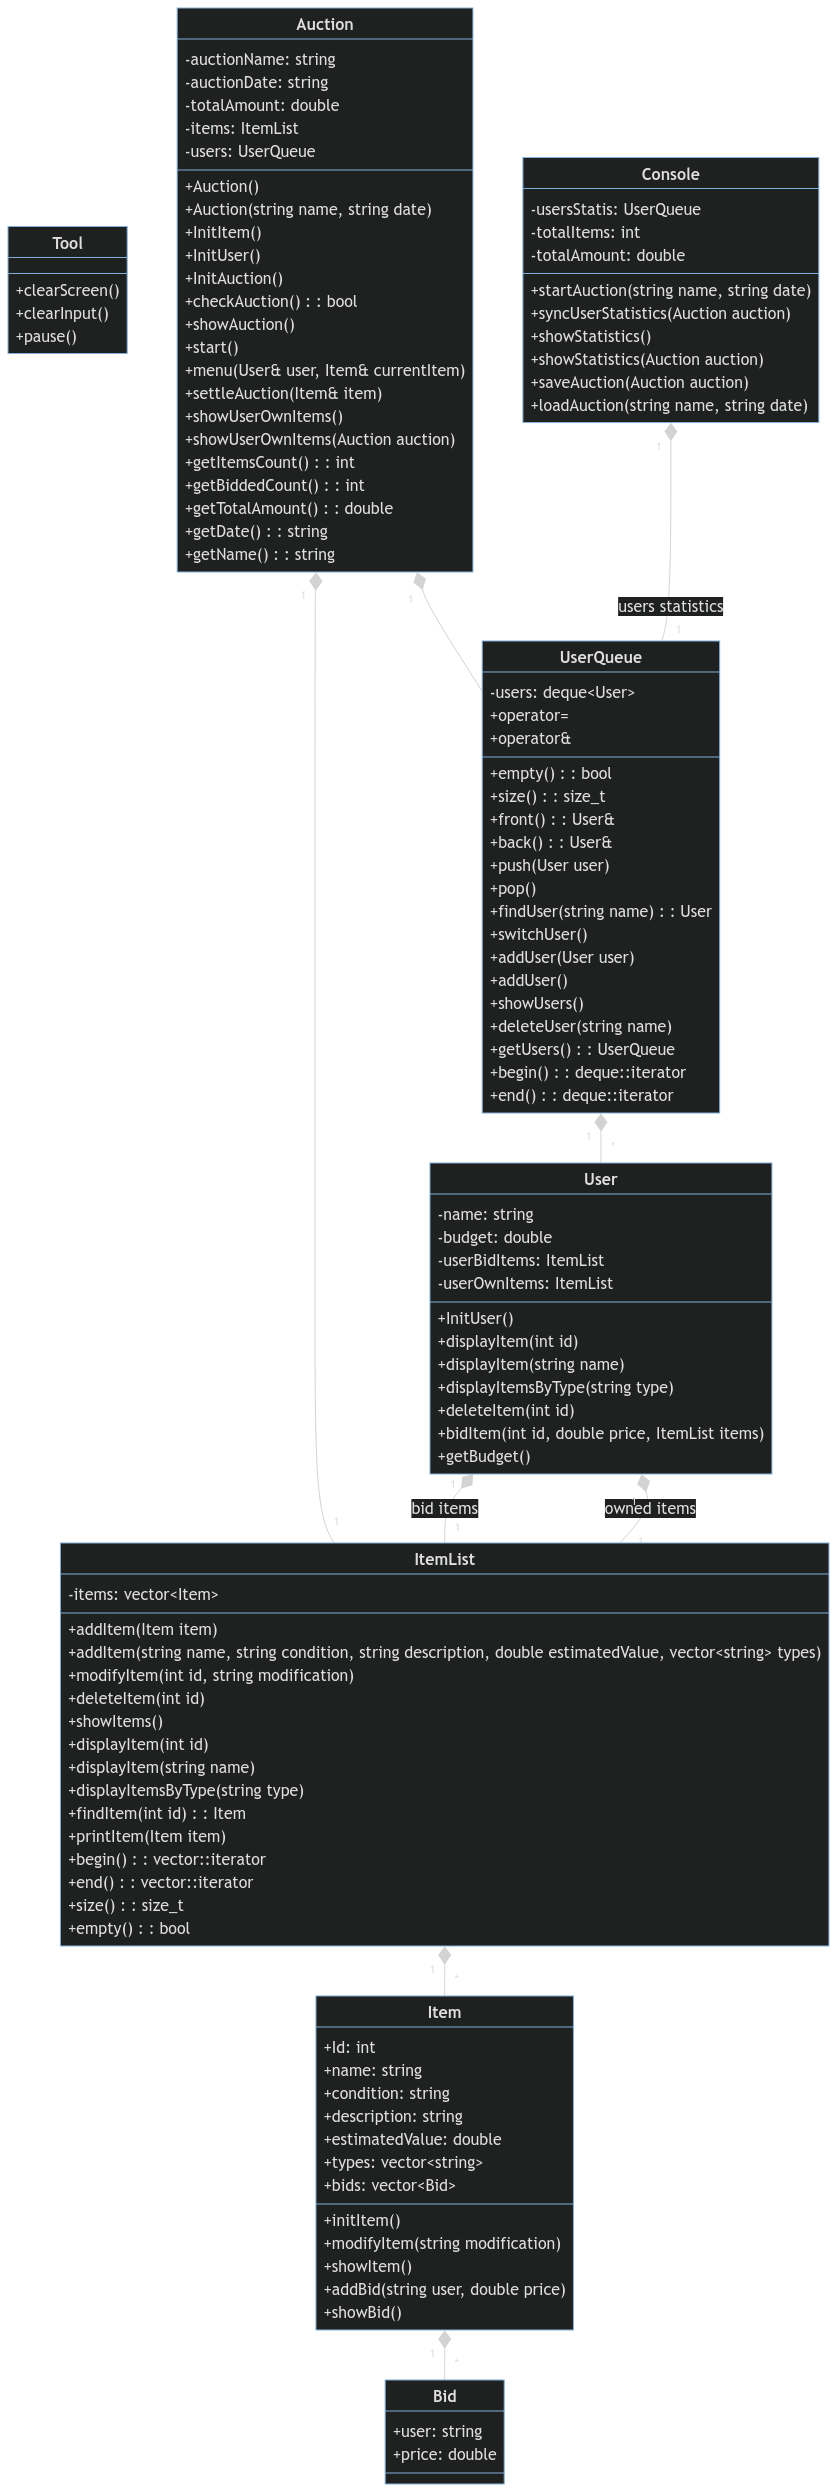 Auction
-auctionName: string
-auctionDate: string
-totalAmount: double
-items: ItemList
-users: UserQueue
+Auction()
+Auction(string name, string date)
+InitItem()
+InitUser()
+InitAuction()
+checkAuction() : : bool
+showAuction()
+start()
+menu(User& user, Item& currentItem)
+settleAuction(Item& item)
+showUserOwnItems()
+showUserOwnItems(Auction auction)
+getItemsCount() : : int
+getBiddedCount() : : int
+getTotalAmount() : : double
+getDate() : : string
+getName() : : string
Console
-usersStatis: UserQueue
-totalItems: int
-totalAmount: double
+startAuction(string name, string date)
+syncUserStatistics(Auction auction)
+showStatistics()
+showStatistics(Auction auction)
+saveAuction(Auction auction)
+loadAuction(string name, string date)
Tool
+clearScreen()
+clearInput()
+pause()
1
1
1
users statistics
1
UserQueue
-users: deque<User>
+operator=
+operator&
+empty() : : bool
+size() : : size_t
+front() : : User&
+back() : : User&
+push(User user)
+pop()
+findUser(string name) : : User
+switchUser()
+addUser(User user)
+addUser()
+showUsers()
+deleteUser(string name)
+getUsers() : : UserQueue
+begin() : : deque::iterator
+end() : : deque::iterator
1
*
User
-name: string
-budget: double
-userBidItems: ItemList
-userOwnItems: ItemList
+InitUser()
+displayItem(int id)
+displayItem(string name)
+displayItemsByType(string type)
+deleteItem(int id)
+bidItem(int id, double price, ItemList items)
+getBudget()
1
bid items
owned items
1
1
1
ItemList
-items: vector<Item>
+addItem(Item item)
+addItem(string name, string condition, string description, double estimatedValue, vector<string> types)
+modifyItem(int id, string modification)
+deleteItem(int id)
+showItems()
+displayItem(int id)
+displayItem(string name)
+displayItemsByType(string type)
+findItem(int id) : : Item
+printItem(Item item)
+begin() : : vector::iterator
+end() : : vector::iterator
+size() : : size_t
+empty() : : bool
1
*
Item
+Id: int
+name: string
+condition: string
+description: string
+estimatedValue: double
+types: vector<string>
+bids: vector<Bid>
+initItem()
+modifyItem(string modification)
+showItem()
+addBid(string user, double price)
+showBid()
1
*
Bid
+user: string
+price: double